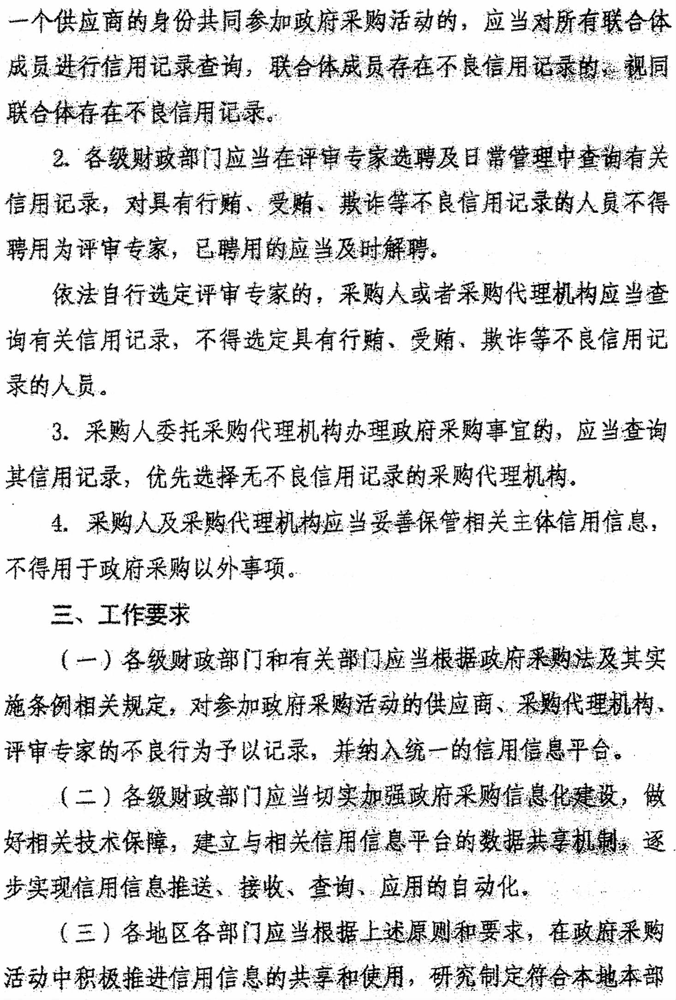 一个供应商的身份共同参加政府采购活动的，应当对所有联合体
成员进行信用记录查询，联合体成员存在不良信用记录的，视同
联合体存在不良信用记录。
2. 各级财政部门应当在评审专家选聘及日常管理中查询有关
信用记录，对具有行贿、受贿、欺诈等不良信用记录的人员不得
聘用为评审专家，已聘用的应当及时解聘。
依法自行选定评审专家的，采购人或者采购代理机构应当查
询有关信用记录，不得选定具有行贿、受贿、欺诈等不良信用记
录的人员。
3. 采购人委托采购代理机构办理政府采购事宜的，应当查询
其信用记录，优先选择无不良信用记录的采购代理机构。
4. 采购人及采购代理机构应当妥善保管相关主体信用信息，
不得用于政府采购以外事项。
三、工作要求
（一）各级财政部门和有关部门应当根据政府采购法及其实
施条例相关规定，对参加政府采购活动的供应商、采购代理机构、
评审专家的不良行为予以记录，并纳入统一的信用信息平台。
（二）各级财政部门应当切实加强政府采购信息化建设，做
好相关技术保障，建立与相关信用信息平台的数据共享机制，逐
步实现信用信息推送、接收、查询、应用的自动化。
（三）各地区各部门应当根据上述原则和要求，在政府采购
活动中积极推进信用信息的共享和使用，研究制定符合本地本部